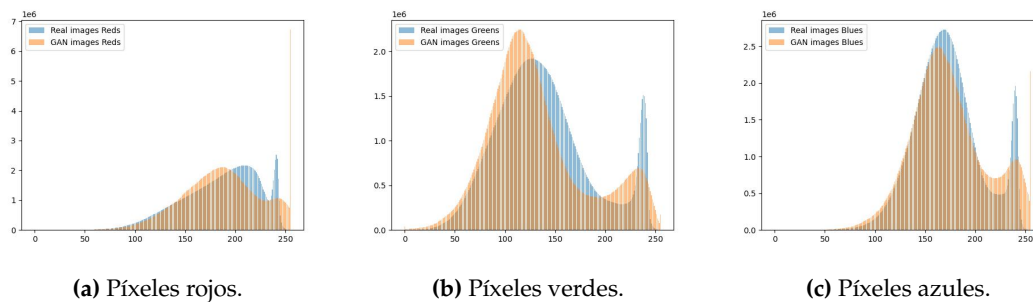 1e6
7
6
5
4
3
2
1
0
0 50 100 150 200 250
Real images Reds
GAN images Reds
(a) Píxeles rojos.
1e6
2.0
1.5
1.0
0.5
0.0
0 50 100 150 200 250
Real images Greens
GAN images Greens
(b) Píxeles verdes.
1e6
2.5
2.0
1.5
1.0
0.5
0.0
0 50 100 150 200 250
Real images Blues
GAN images Blues
(c) Píxeles azules.